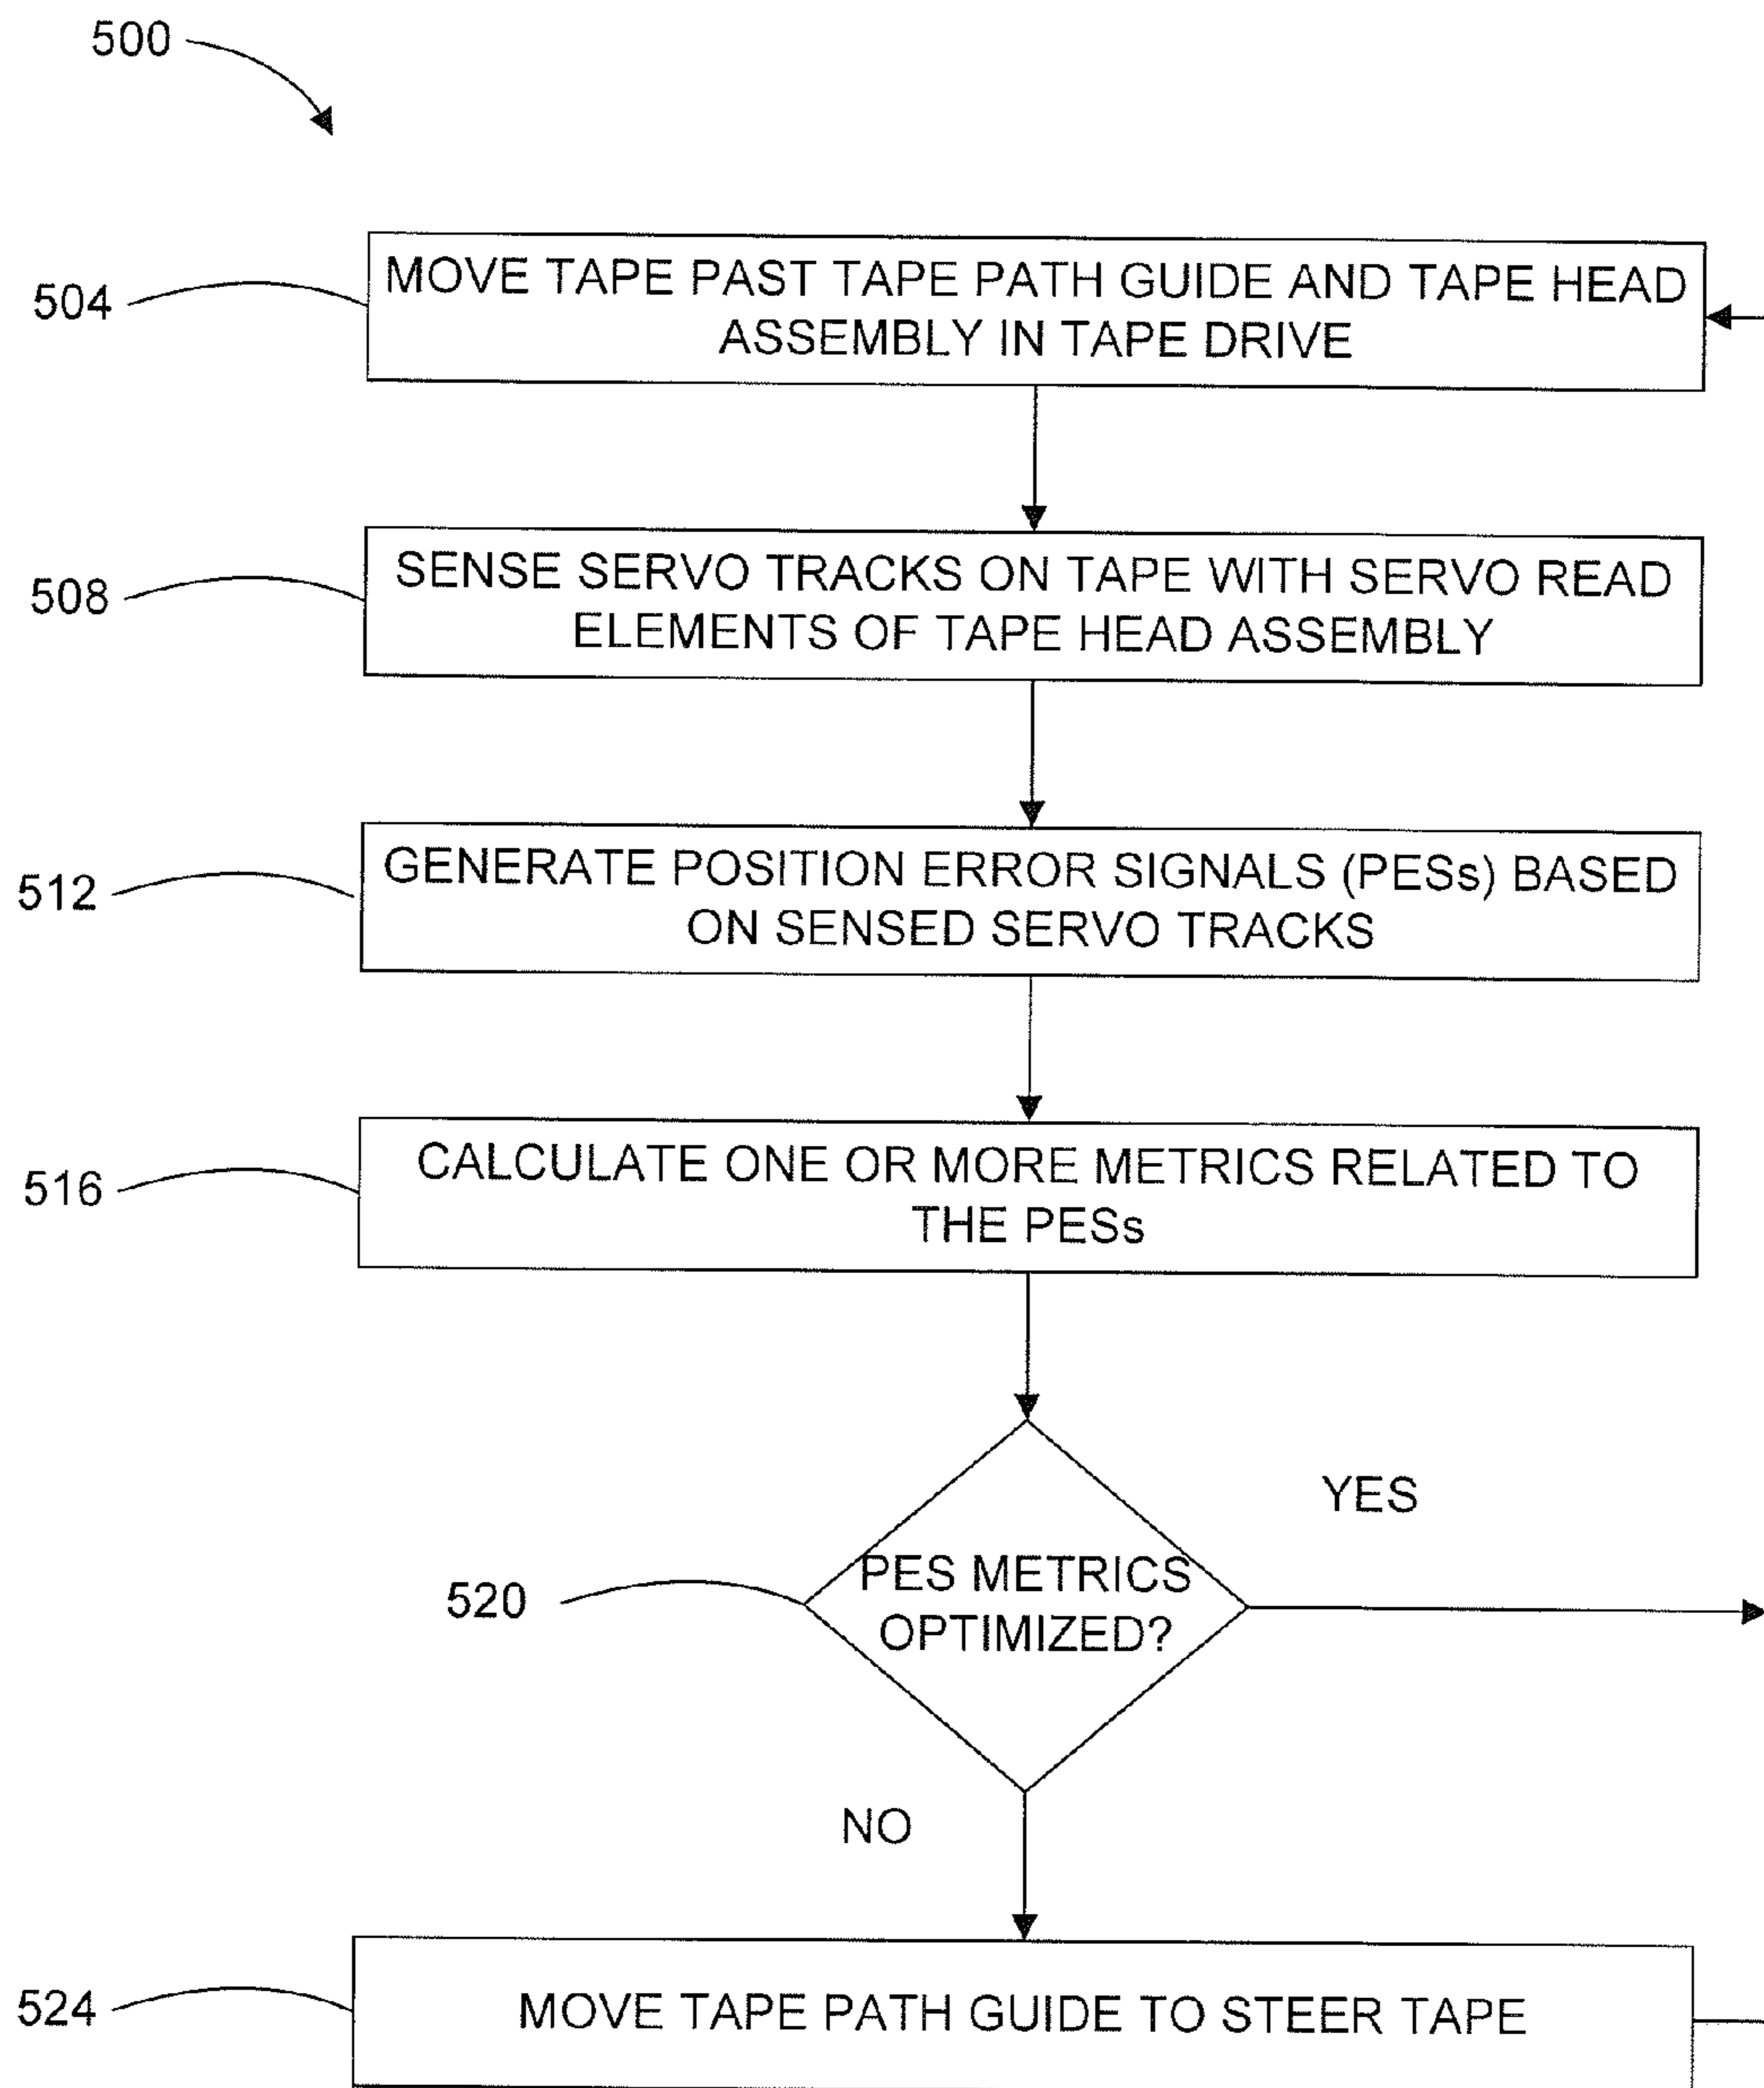 500
504
MOVE TAPE PAST TAPE PATH GUIDE AND TAPE HEAD
ASSEMBLY IN TAPE DRIVE
508
SENSE SERVO TRACKS ON TAPE WITH SERVO READ
ELEMENTS OF TAPE HEAD ASSEMBLY
512
GENERATE POSITION ERROR SIGNALS (PESs) BASED
ON SENSED SERVO TRACKS
516
CALCULATE ONE OR MORE METRICS RELATED TO
THE PESs
YES
520
PES METRICS
OPTIMIZED?
NO
524
MOVE TAPE PATH GUIDE TO STEER TAPE